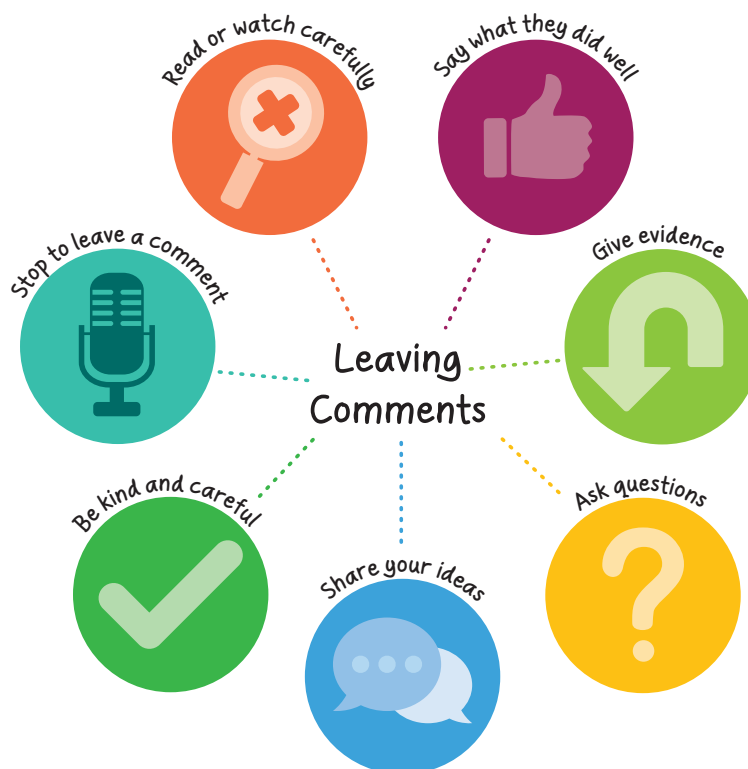 Read or watch carefully
Say what they did well
Stop to leave a comment
Give evidence
Leaving
Comments
Be kind and careful
Ask questions
Share your ideas